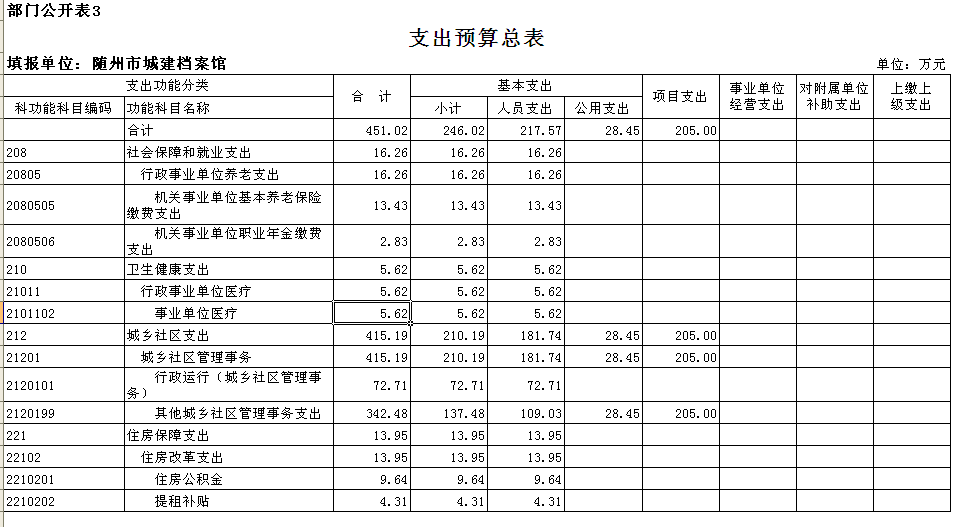 部门公开表3
支出预算总表
填报单位：随州市城建档案馆 单位：万元
支出功能分类 合 计 基本支出 项目支出 事业单位经营支出 对附属单位补助支出 上缴上级支出
科功能科目编码 功能科目名称 小计 人员支出 公用支出
合计 451.02 246.02 217.57 28.45 205.00
208 社会保障和就业支出 16.26 16.26 16.26
20805 行政事业单位养老支出 16.26 16.26 16.26
2080505 机关事业单位基本养老保险缴费支出 13.43 13.43 13.43
2080506 机关事业单位职业年金缴费支出 2.83 2.83 2.83
210 卫生健康支出 5.62 5.62 5.62
21011 行政事业单位医疗 5.62 5.62 5.62
2101102 事业单位医疗 5.62 5.62 5.62
212 城乡社区支出 415.19 210.19 181.74 28.45 205.00
21201 城乡社区管理事务 415.19 210.19 181.74 28.45 205.00
2120101 行政运行（城乡社区管理事务） 72.71 72.71 72.71
2120199 其他城乡社区管理事务支出 342.48 137.48 109.03 28.45 205.00
221 住房保障支出 13.95 13.95 13.95
22102 住房改革支出 13.95 13.95 13.95
2210201 住房公积金 9.64 9.64 9.64
2210202 提租补贴 4.31 4.31 4.31